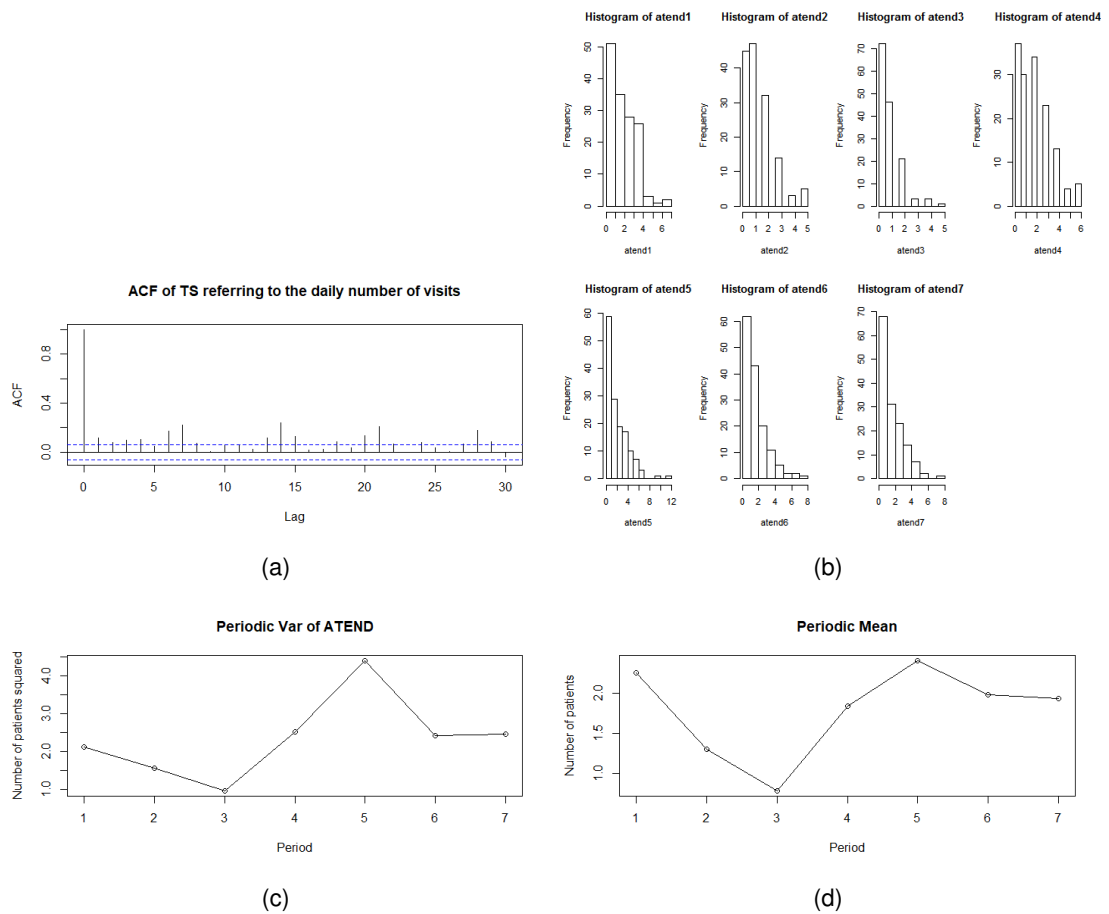 Histogram of atend1
Histogram of atend2
Histogram of atend3
Histogram of atend4
Frequency
0 10 20 30 40 50
0 2 4 6
atend1
Frequency
0 10 20 30 40
0 1 2 3 4 5
atend2
Frequency
0 10 20 30 40 50 60 70
0 1 2 3 4 5
atend3
Frequency
0 10 20 30
0 2 4 6
atend4
ACF of TS referring to the daily number of visits
ACF
0.0 0.4 0.8
0 5 10 15 20 25 30
Lag
(a)
Histogram of atend5
Histogram of atend6
Histogram of atend7
Frequency
0 10 20 30 40 50 60
0 2 4 8 12
atend5
Frequency
0 10 20 30 40 50 60
0 2 4 6 8
atend6
Frequency
0 10 20 30 40 50 60 70
0 2 4 6 8
atend7
(b)
Periodic Var of ATEND
Number of patients squared
1.0 2.0 3.0 4.0
1 2 3 4 5 6 7
Period
(c)
Periodic Mean
Number of patients
1.0 1.5 2.0
1 2 3 4 5 6 7
Period
(d)